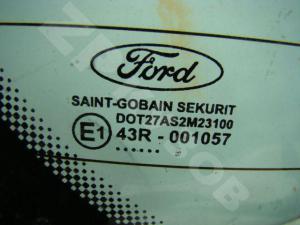 Ford
SAINT-GOBAIN SEKURIT
DOT27AS2M23100
E1 43R - 001057
......